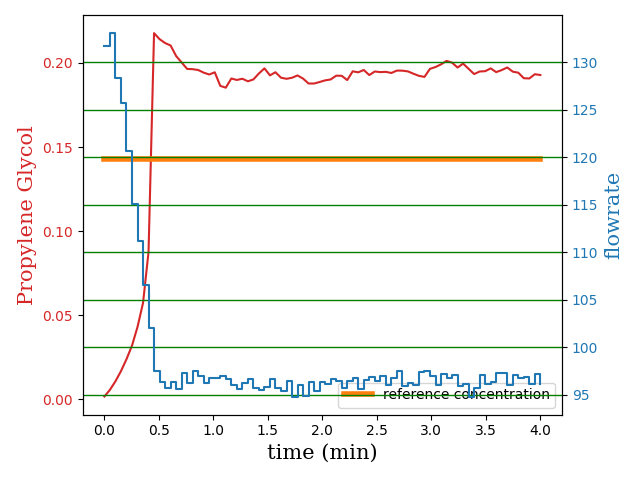 0.20
0.15
0.10
0.05
0.00
Propylene Glycol
130
125
120
115
110
105
100
95
flowrate
reference concentration
0.0 0.5 1.0 1.5 2.0 2.5 3.0 3.5 4.0
time (min)